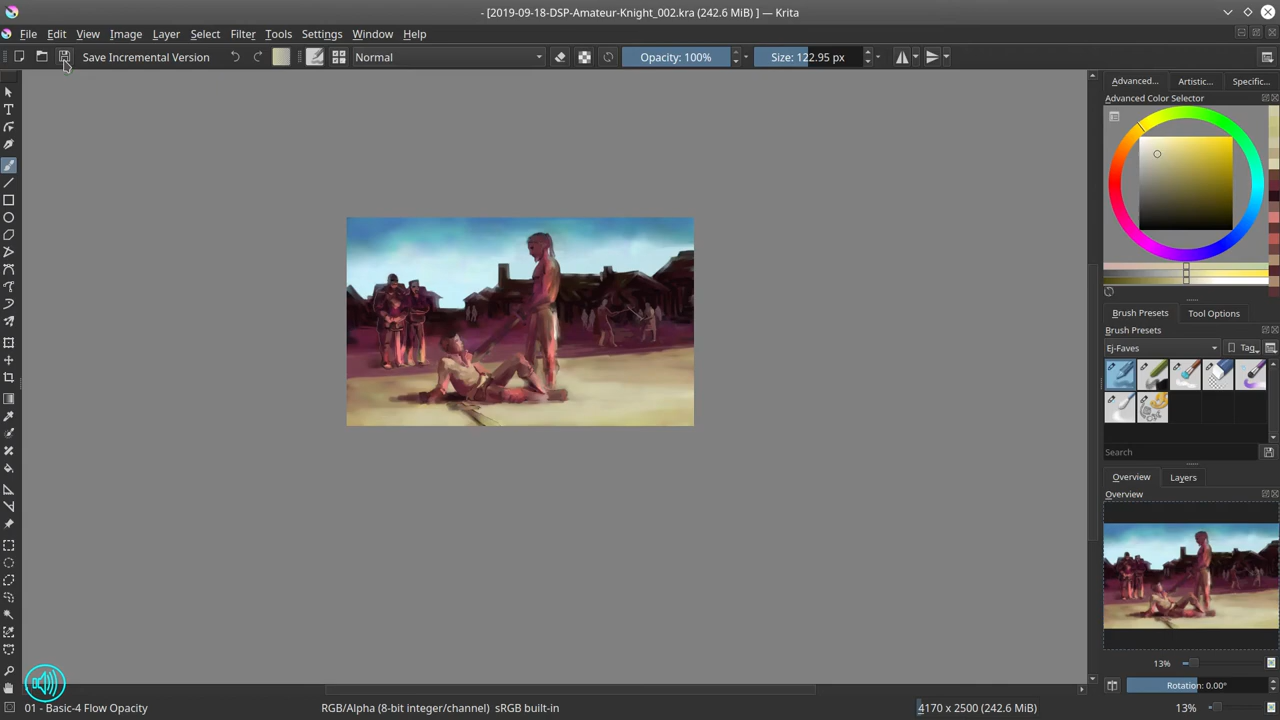 - [2019-09-18-DSP-Amateur-Knight_002.kra (242.6 MiB) ] — Krita
File Edit View Image Layer Select Filter Tools Settings Window Help
Save Incremental Version Normal Opacity: 100% Size: 122.95 px
Advanced... Artistic... Specific...
Advanced Color Selector
Brush Presets Tool Options
Brush Presets
Ej-Faves Tag
Search
Overview Layers
Overview
13%
Rotation: 0.00°
01 - Basic-4 Flow Opacity RGB/Alpha (8-bit integer/channel) sRGB built-in 4170 x 2500 (242.6 MiB) 13%